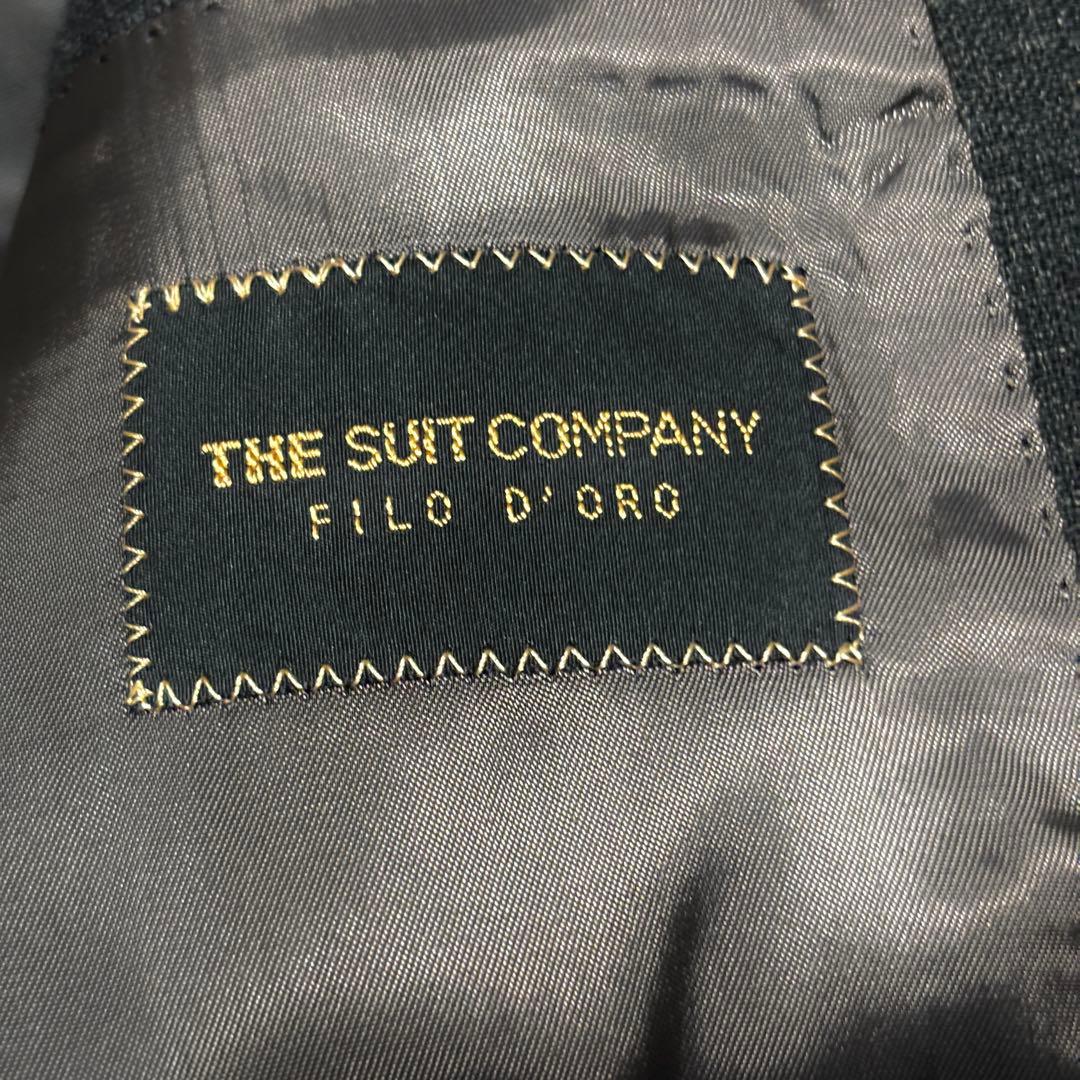 THE SUIT COMPANY
FILO D'ORO